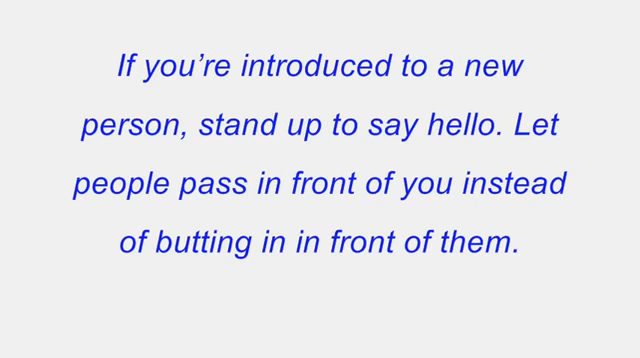 If you’re introduced to a new
person, stand up to say hello. Let
people pass in front of you instead
of butting in in front of them.